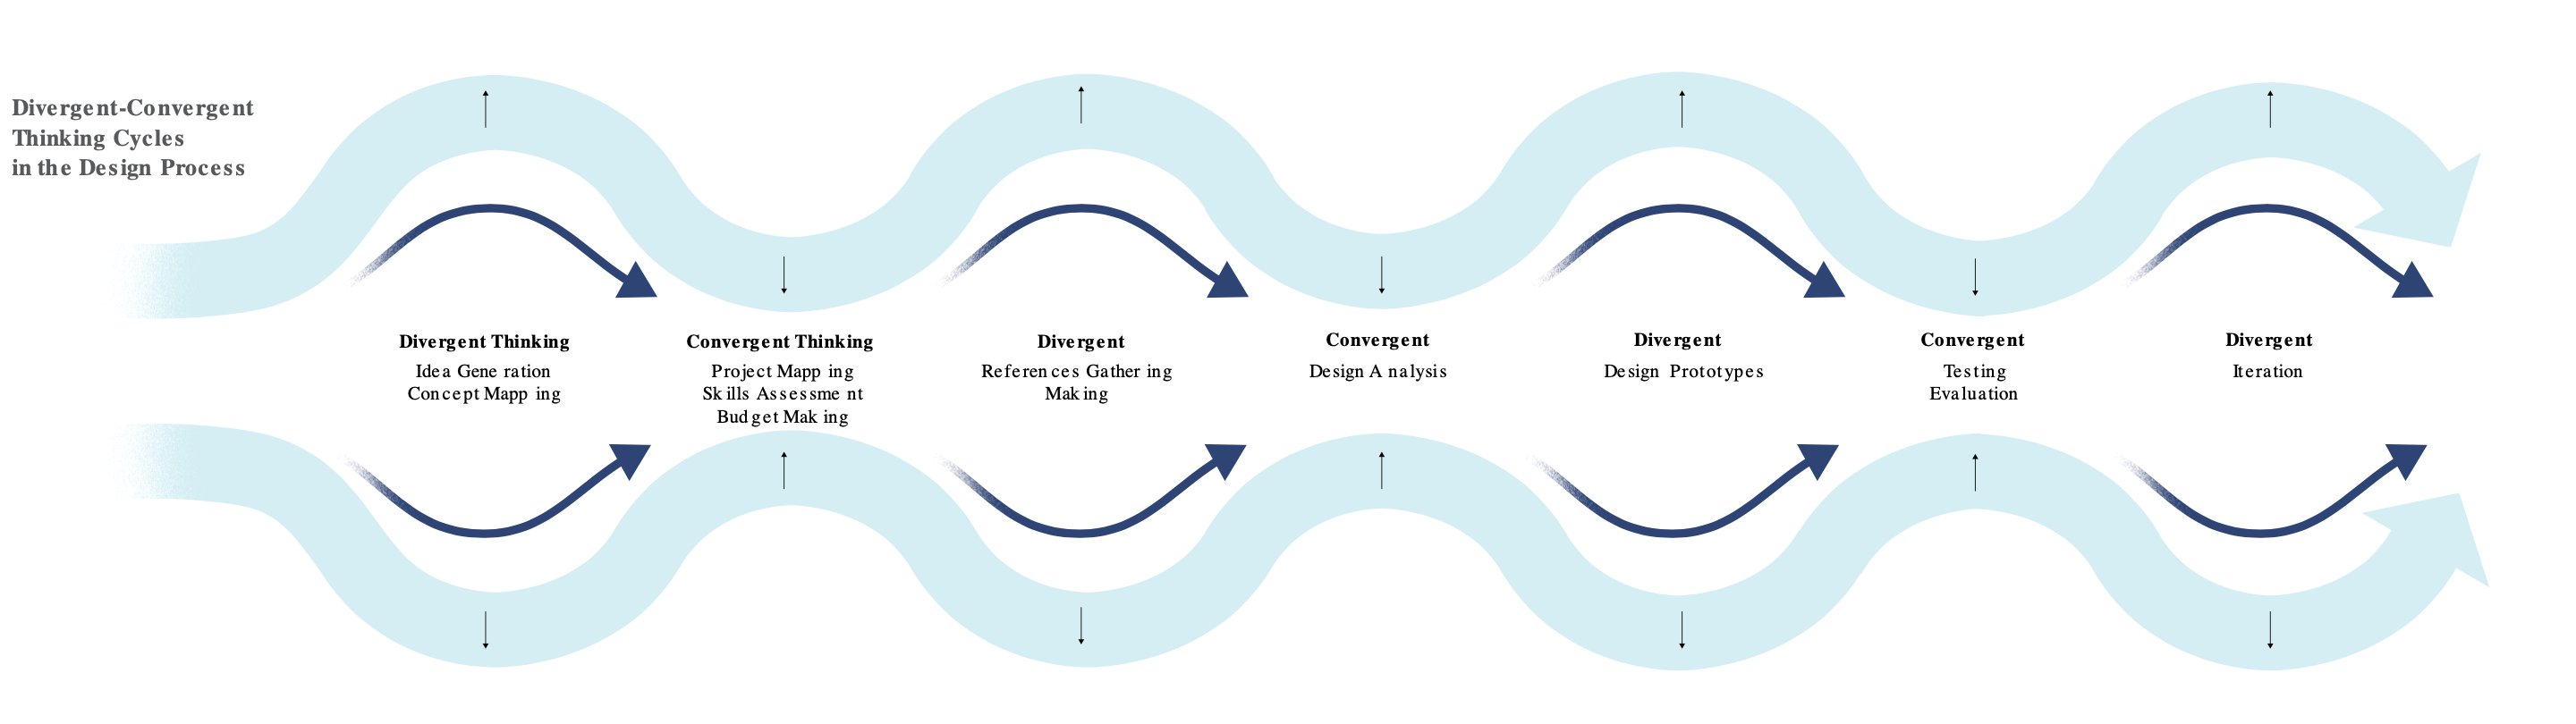 Divergent-Convergent
Thinking Cycles
in the Design Process
Divergent Thinking
Idea Generation
Concept Mapping
Convergent Thinking
Project Mapping
Skills Assessment
Budget Making
Divergent
References Gathering
Making
Convergent
Design Analysis
Divergent
Design Prototypes
Convergent
Testing
Evaluation
Divergent
Iteration